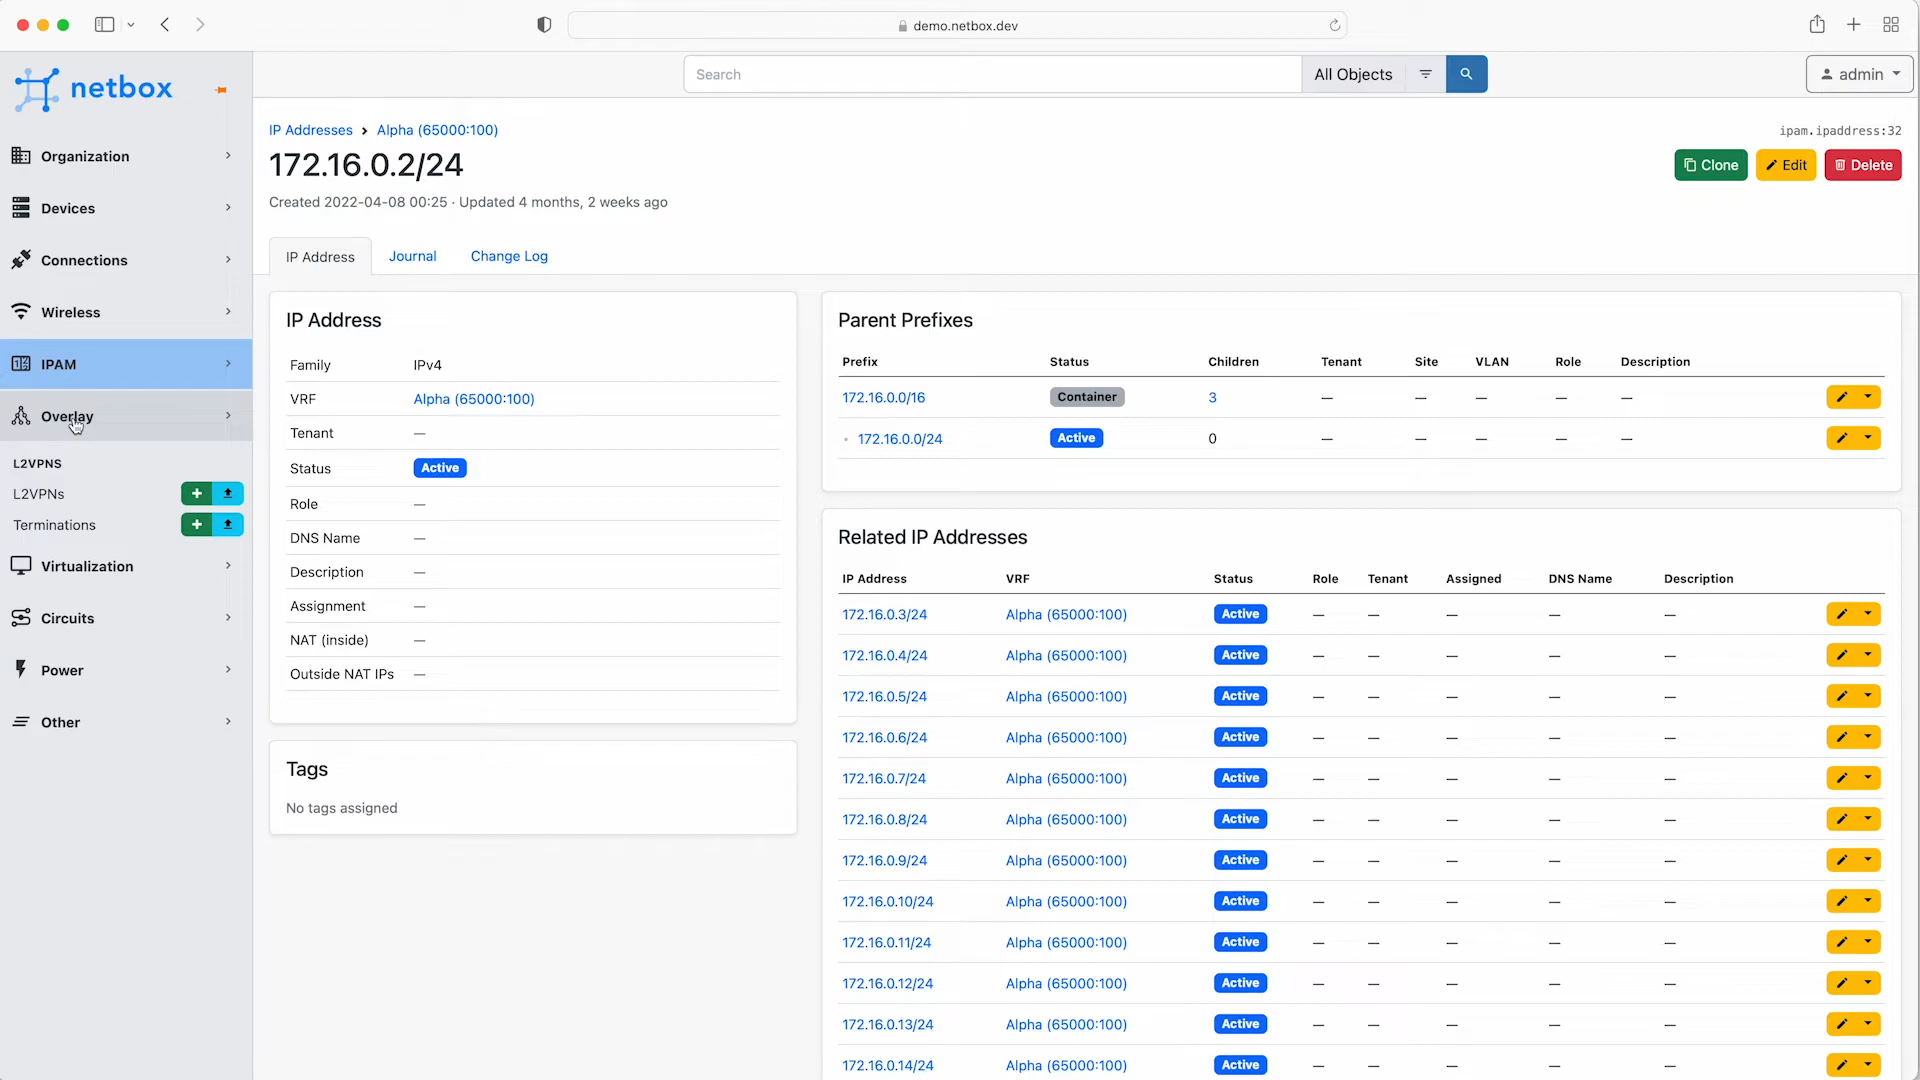 demo.netbox.dev
netbox
Search
All Objects
admin
Organization
Devices
Connections
Wireless
IPAM
Overlay
L2VPNS
L2VPNs
Terminations
Virtualization
Circuits
Power
Other
IP Addresses > Alpha (65000:100)
ipam.ipaddress:32
172.16.0.2/24
Clone
Edit
Delete
Created 2022-04-08 00:25 · Updated 4 months, 2 weeks ago
IP Address
Journal
Change Log
IP Address
Family IPv4
VRF Alpha (65000:100)
Tenant —
Status Active
Role —
DNS Name —
Description —
Assignment —
NAT (inside) —
Outside NAT IPs —
Tags
No tags assigned
Parent Prefixes
Prefix Status Children Tenant Site VLAN Role Description
172.16.0.0/16 Container 3 — — — — —
• 172.16.0.0/24 Active 0 — — — — —
Related IP Addresses
IP Address VRF Status Role Tenant Assigned DNS Name Description
172.16.0.3/24 Alpha (65000:100) Active — — — — —
172.16.0.4/24 Alpha (65000:100) Active — — — — —
172.16.0.5/24 Alpha (65000:100) Active — — — — —
172.16.0.6/24 Alpha (65000:100) Active — — — — —
172.16.0.7/24 Alpha (65000:100) Active — — — — —
172.16.0.8/24 Alpha (65000:100) Active — — — — —
172.16.0.9/24 Alpha (65000:100) Active — — — — —
172.16.0.10/24 Alpha (65000:100) Active — — — — —
172.16.0.11/24 Alpha (65000:100) Active — — — — —
172.16.0.12/24 Alpha (65000:100) Active — — — — —
172.16.0.13/24 Alpha (65000:100) Active — — — — —
172.16.0.14/24 Alpha (65000:100) Active — — — — —